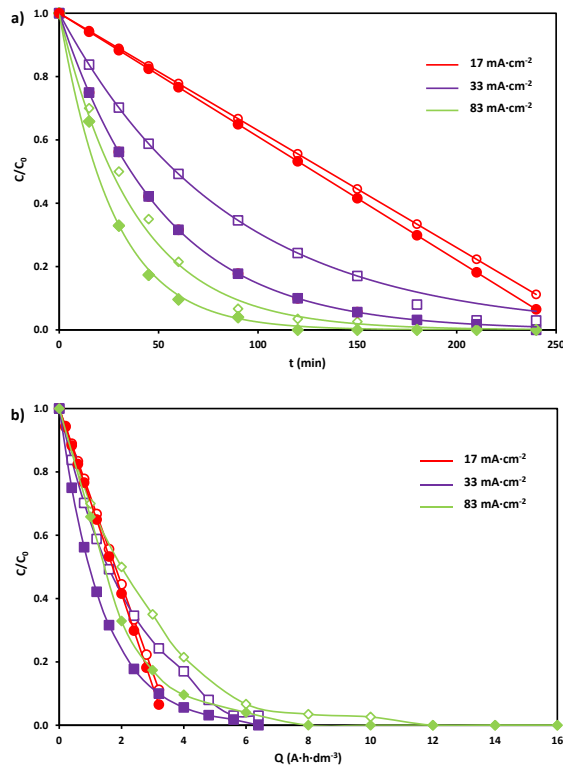 a)
1.0
0.8
0.6
0.4
0.2
0.0
C/C₀
17 mA·cm⁻²
33 mA·cm⁻²
83 mA·cm⁻²
0 50 100 150 200 250
t (min)
b)
1.0
0.8
0.6
0.4
0.2
0.0
C/C₀
17 mA·cm⁻²
33 mA·cm⁻²
83 mA·cm⁻²
0 2 4 6 8 10 12 14 16
Q (A·h·dm⁻³)